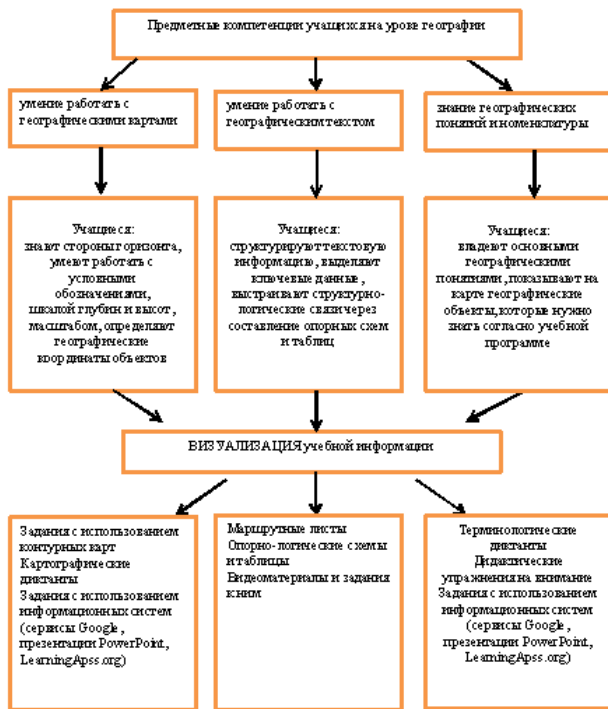 Предметные компетенции учащихся на уроке географии
умение работать с
географическими картами
умение работать с
географическим текстом
знание географических
понятий и номенклатуры
Учащиеся:
знают стороны горизонта,
умеют работать с
условными
обозначениями,
шкалой глубин и высот,
масштабом, определяют
географические
координаты объектов
Учащиеся:
структурируют текстовую
информацию, выделяют
ключевые данные,
выстраивают структурно-
логические связи через
составление опорных схем
и таблиц
Учащиеся:
владеют основными
географическими
понятиями, показывают на
карте географические
объекты, которые нужно
знать согласно учебной
программе
ВИЗУАЛИЗАЦИЯ учебной информации
Задания с использованием
контурных карт
Картографические
диктанты
Задания с использованием
информационных систем
(сервисы Google,
презентации PowerPoint,
LearningApss.org)
Маршрутные листы
Опорно-логические схемы
и таблицы
Видеоматериалы и задания
к ним
Терминологические
диктанты
Дидактические
упражнения на внимание
Задания с использованием
информационных систем
(сервисы Google,
презентации PowerPoint,
LearningApss.org)